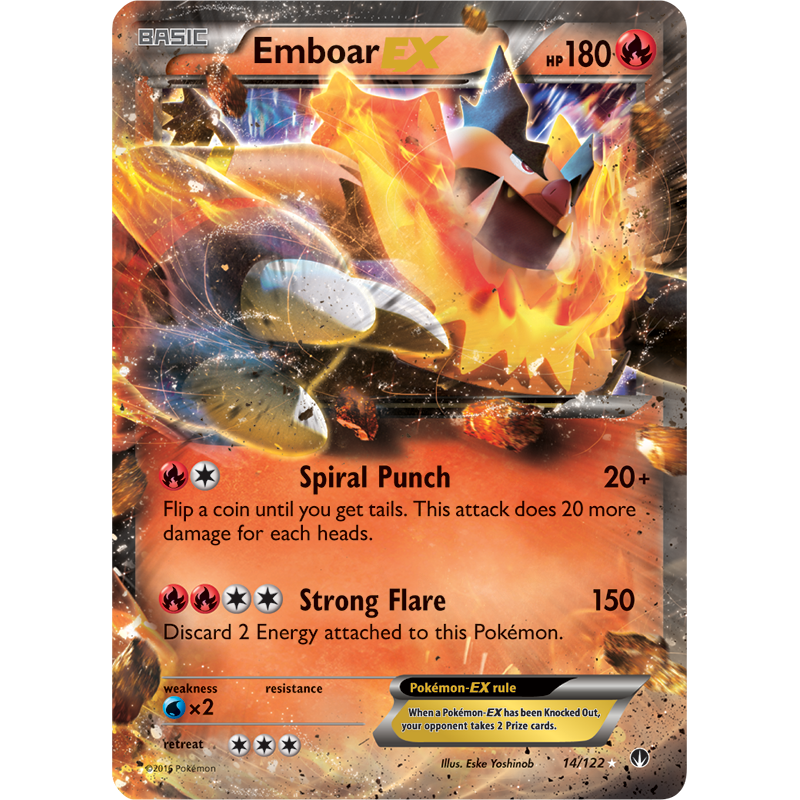 BASIC
Emboar EX
HP 180
Spiral Punch 20+
Flip a coin until you get tails. This attack does 20 more
damage for each heads.
Strong Flare 150
Discard 2 Energy attached to this Pokémon.
weakness resistance
×2
Pokémon-EX rule
When a Pokémon-EX has been Knocked Out,
your opponent takes 2 Prize cards.
retreat
©2015 Pokémon
Illus. Eske Yoshinob
14/122